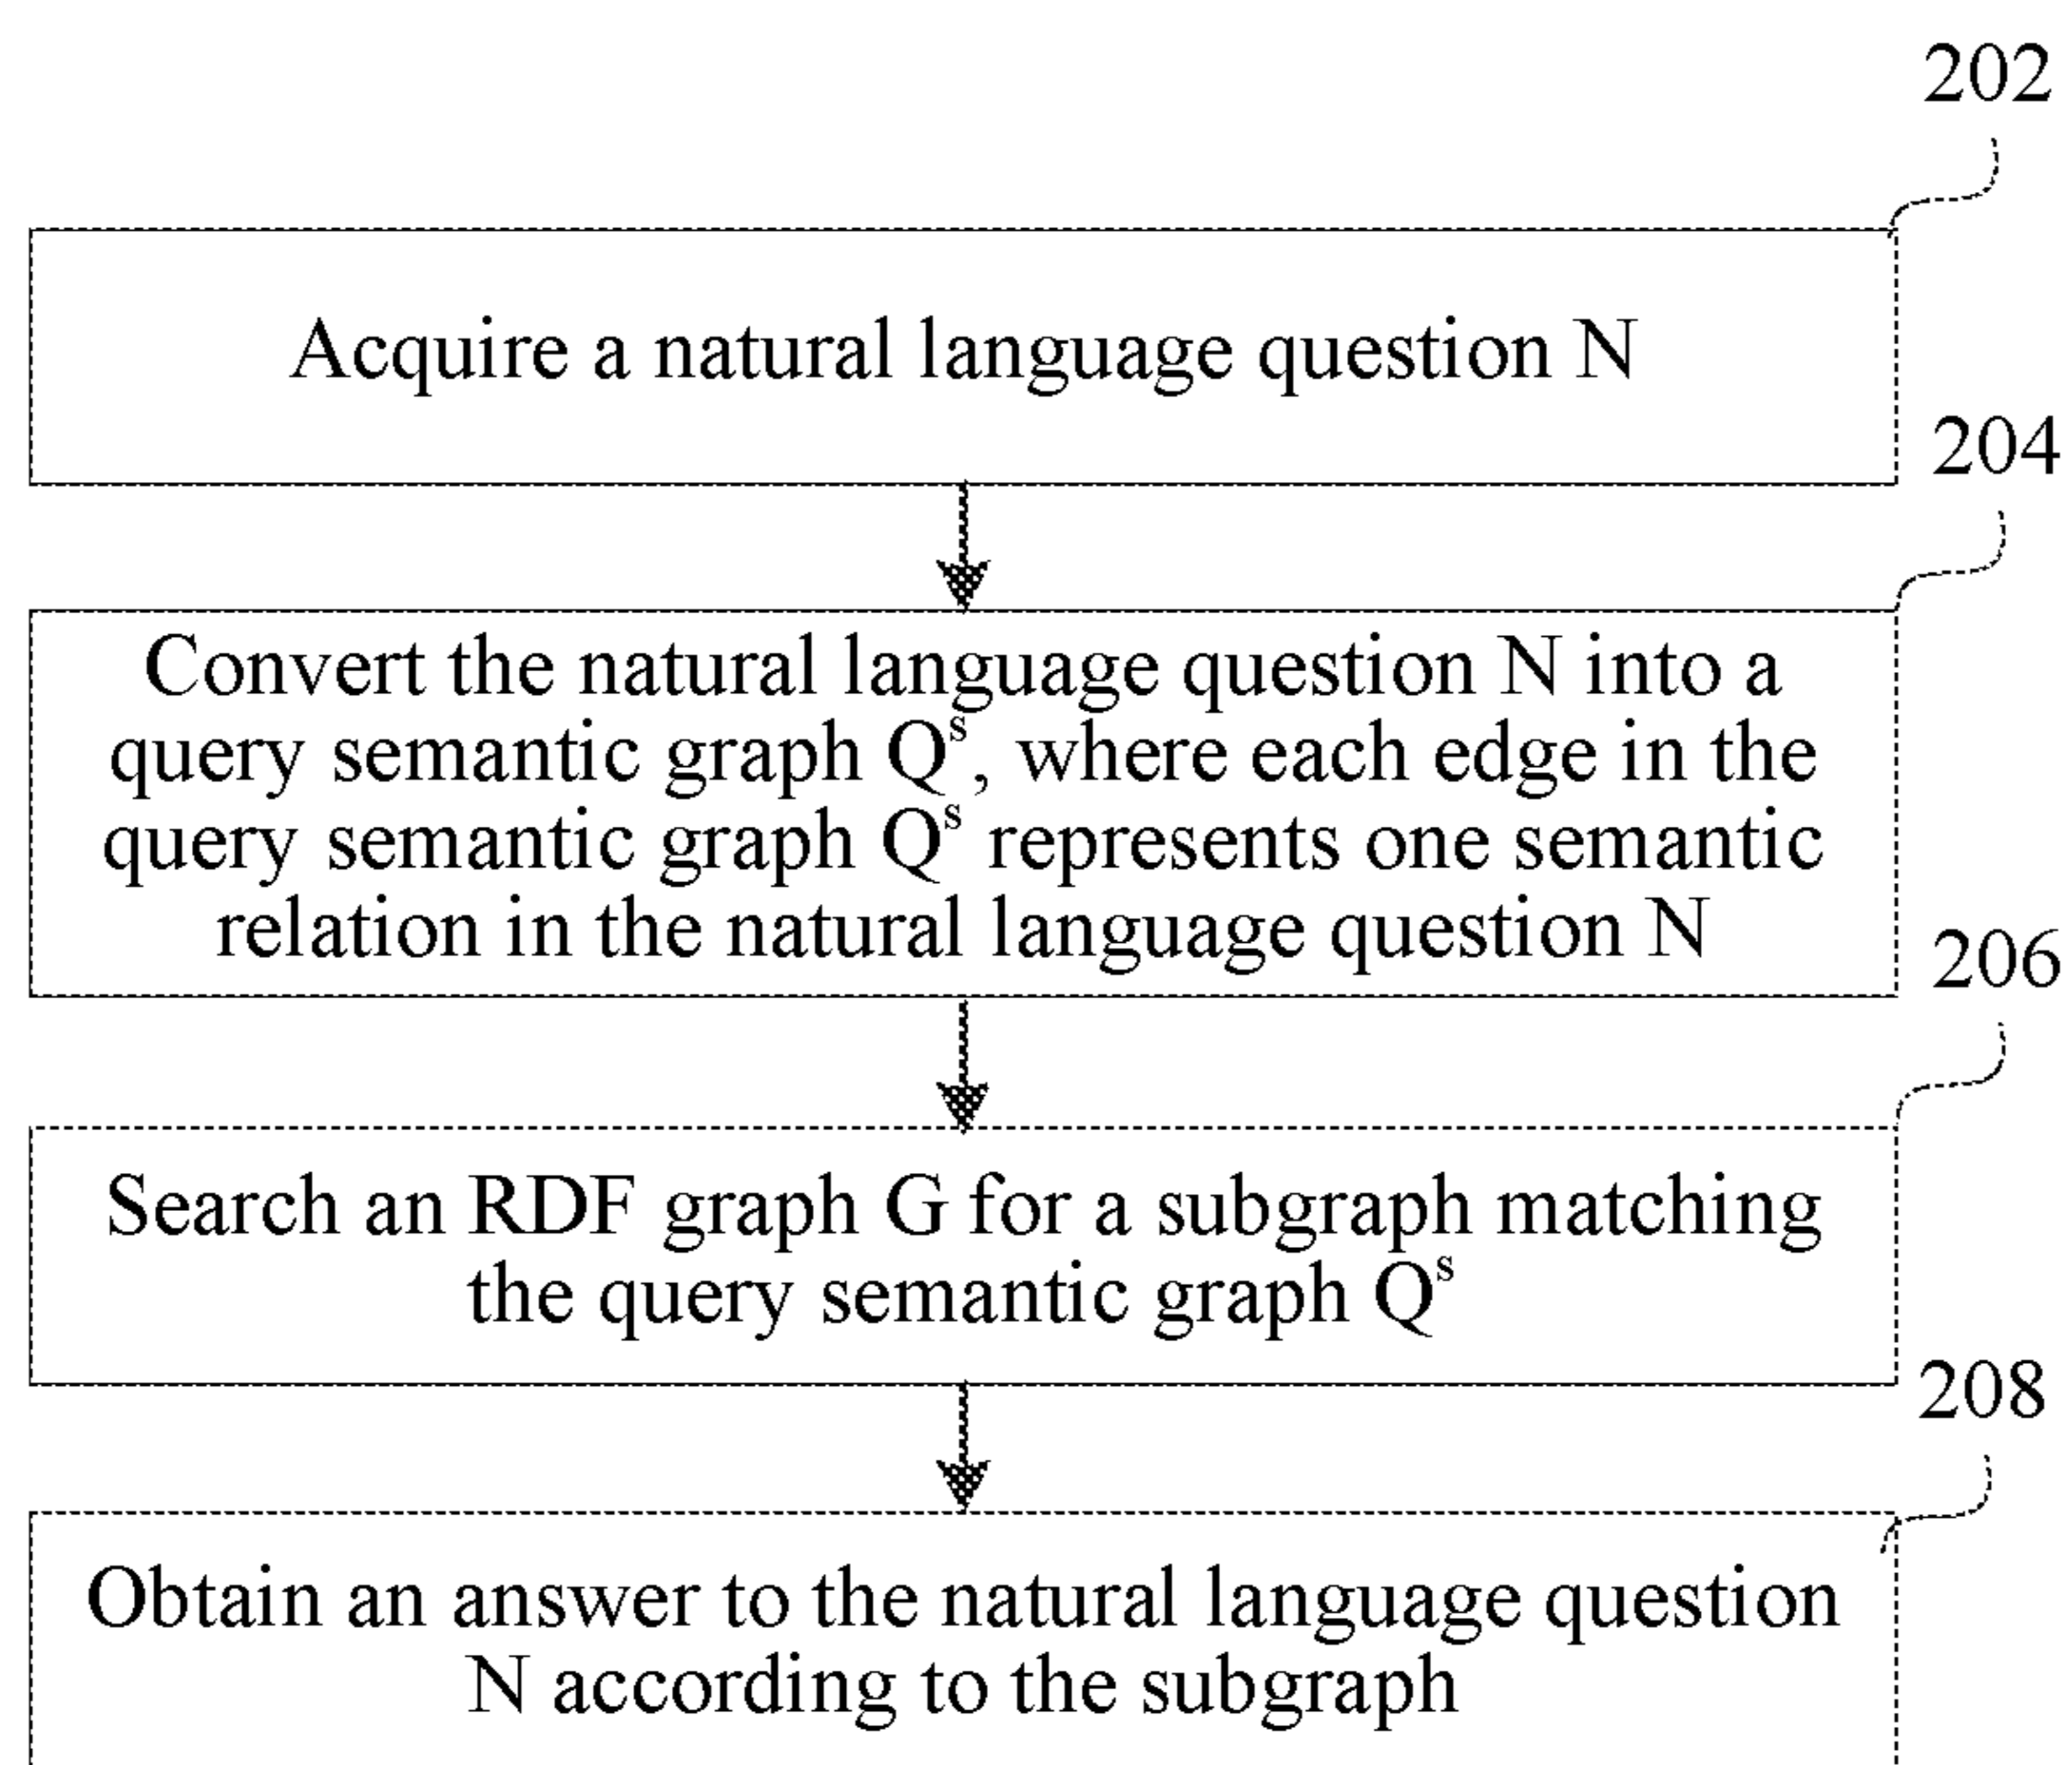 202
Acquire a natural language question N
204
Convert the natural language question N into a
query semantic graph Qˢ, where each edge in the
query semantic graph Qˢ represents one semantic
relation in the natural language question N
206
Search an RDF graph G for a subgraph matching
the query semantic graph Qˢ
208
Obtain an answer to the natural language question
N according to the subgraph